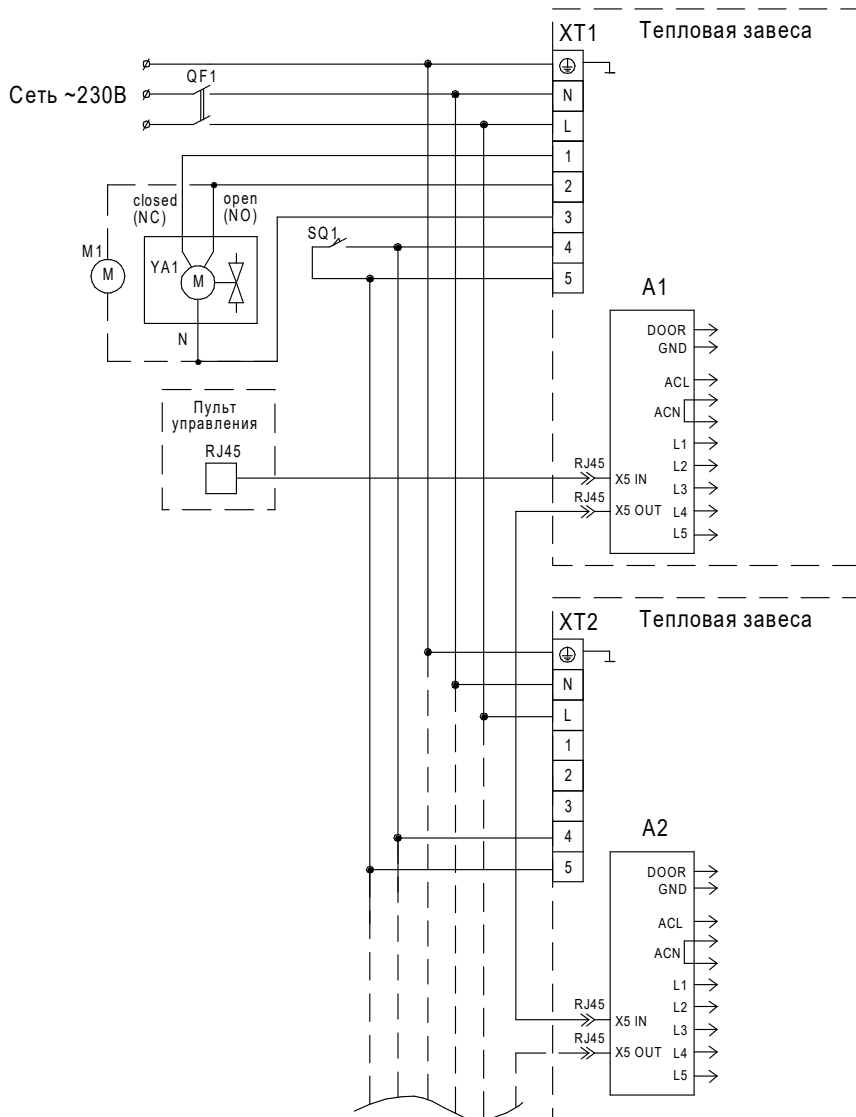 XT1 Тепловая завеса
QF1
Сеть ~230В
N
L
1
2
3
4
5
closed
(NC)
open
(NO)
SQ1
M1
M
YA1
M
N
A1
DOOR
GND
ACL
ACN
L1
L2
L3
L4
L5
Пульт
управления
RJ45
RJ45
X5 IN
RJ45
X5 OUT
XT2 Тепловая завеса
N
L
1
2
3
4
5
A2
DOOR
GND
ACL
ACN
L1
L2
L3
L4
L5
RJ45
X5 IN
RJ45
X5 OUT